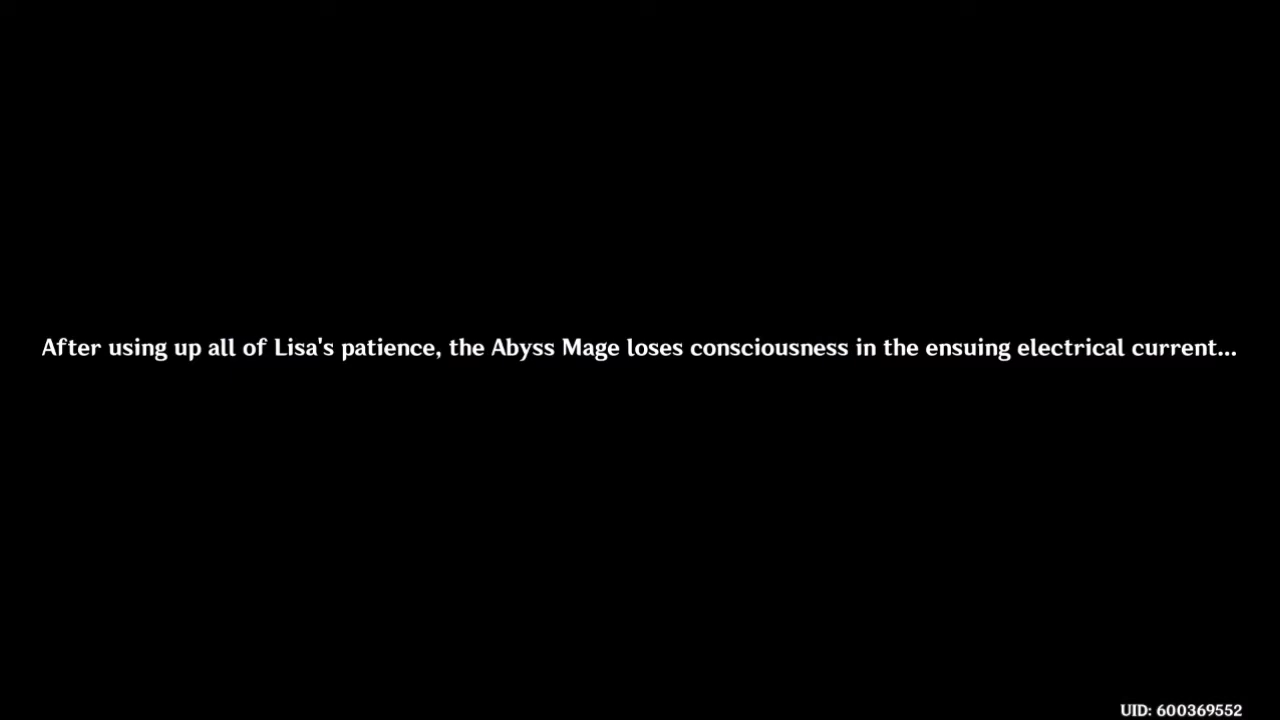 After using up all of Lisa's patience, the Abyss Mage loses consciousness in the ensuing electrical current...
UID: 600369552